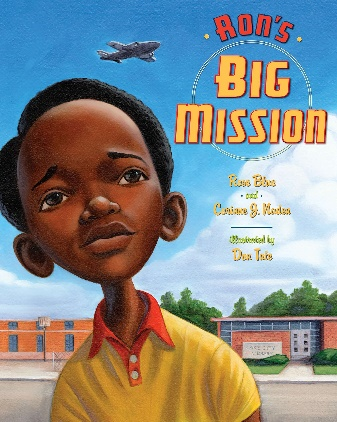 RON'S
BIG
MISSION
Rose Blue
and
Corinne J. Naden
illustrated by
Don Tate